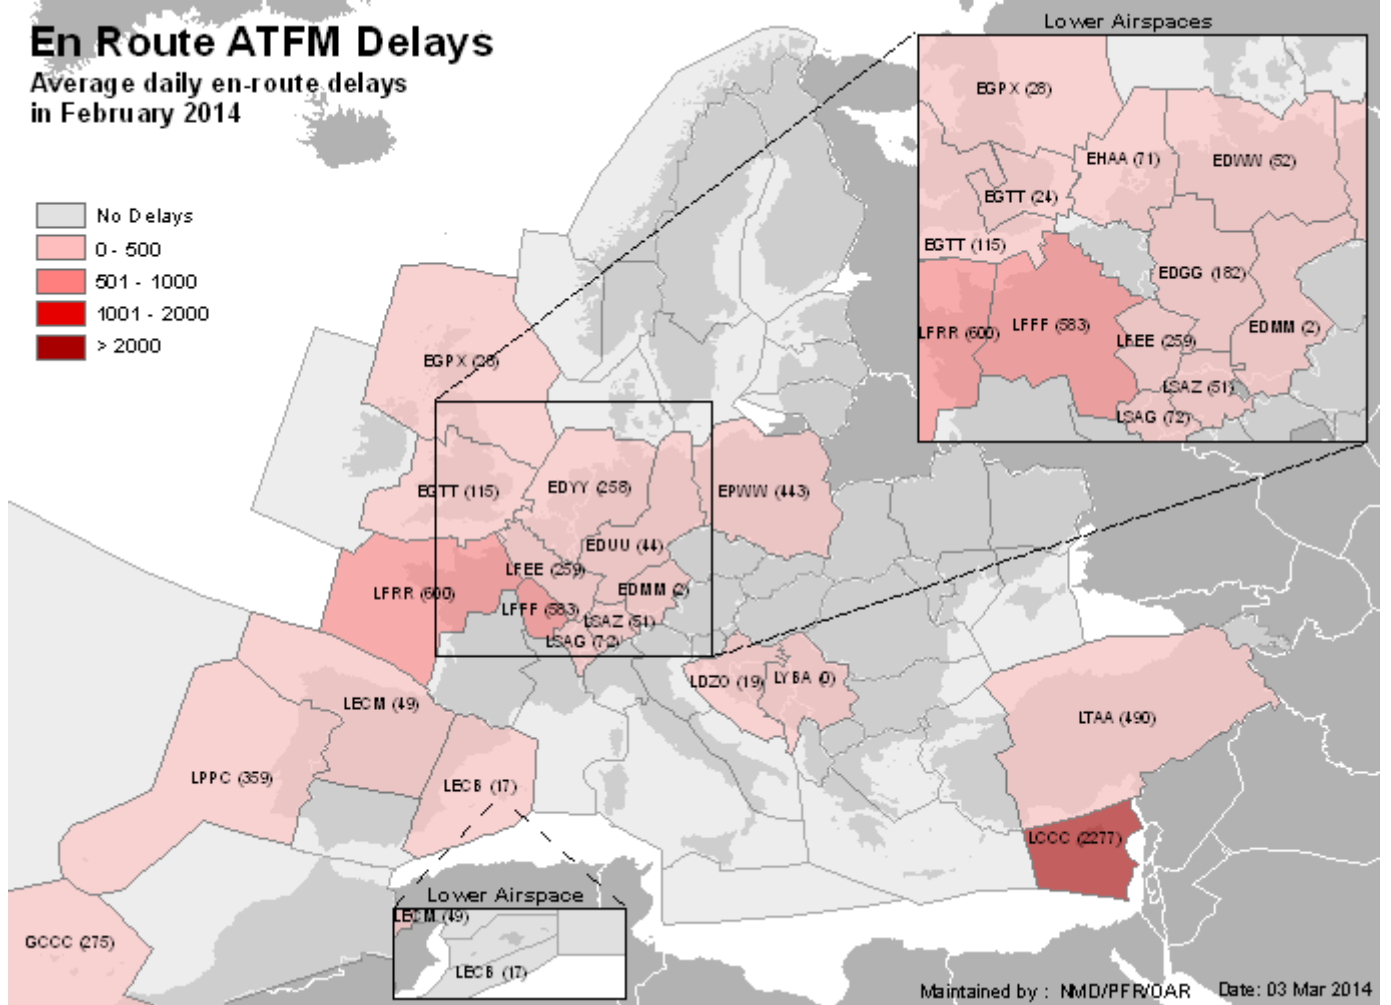 En Route ATFM Delays
Average daily en-route delays
in February 2014
No Delays
0 - 500
501 - 1000
1001 - 2000
> 2000
Lower Airspaces
EGPX (28)
EHAA (71)
EDWW (52)
EGTT (24)
EGTT (115)
EDGG (182)
LFRR (600)
LFFF (583)
LFEE (259)
EDMM (2)
LSAZ (51)
LSAG (72)
EGPX (28)
EGTT (115)
EDYY (258)
EPWW (443)
EDUU (44)
LFEE (259)
EDMM (2)
LFRR (600)
LFFF (583)
LSAZ (51)
LSAG (72)
LDZO (19)
LYBA (0)
LECM (49)
LTAA (490)
LPPC (359)
LECB (17)
LCCC (2277)
GCCC (275)
Lower Airspace
LECM (49)
LECB (17)
Maintained by : NMD/PFR/OAR Date: 03 Mar 2014